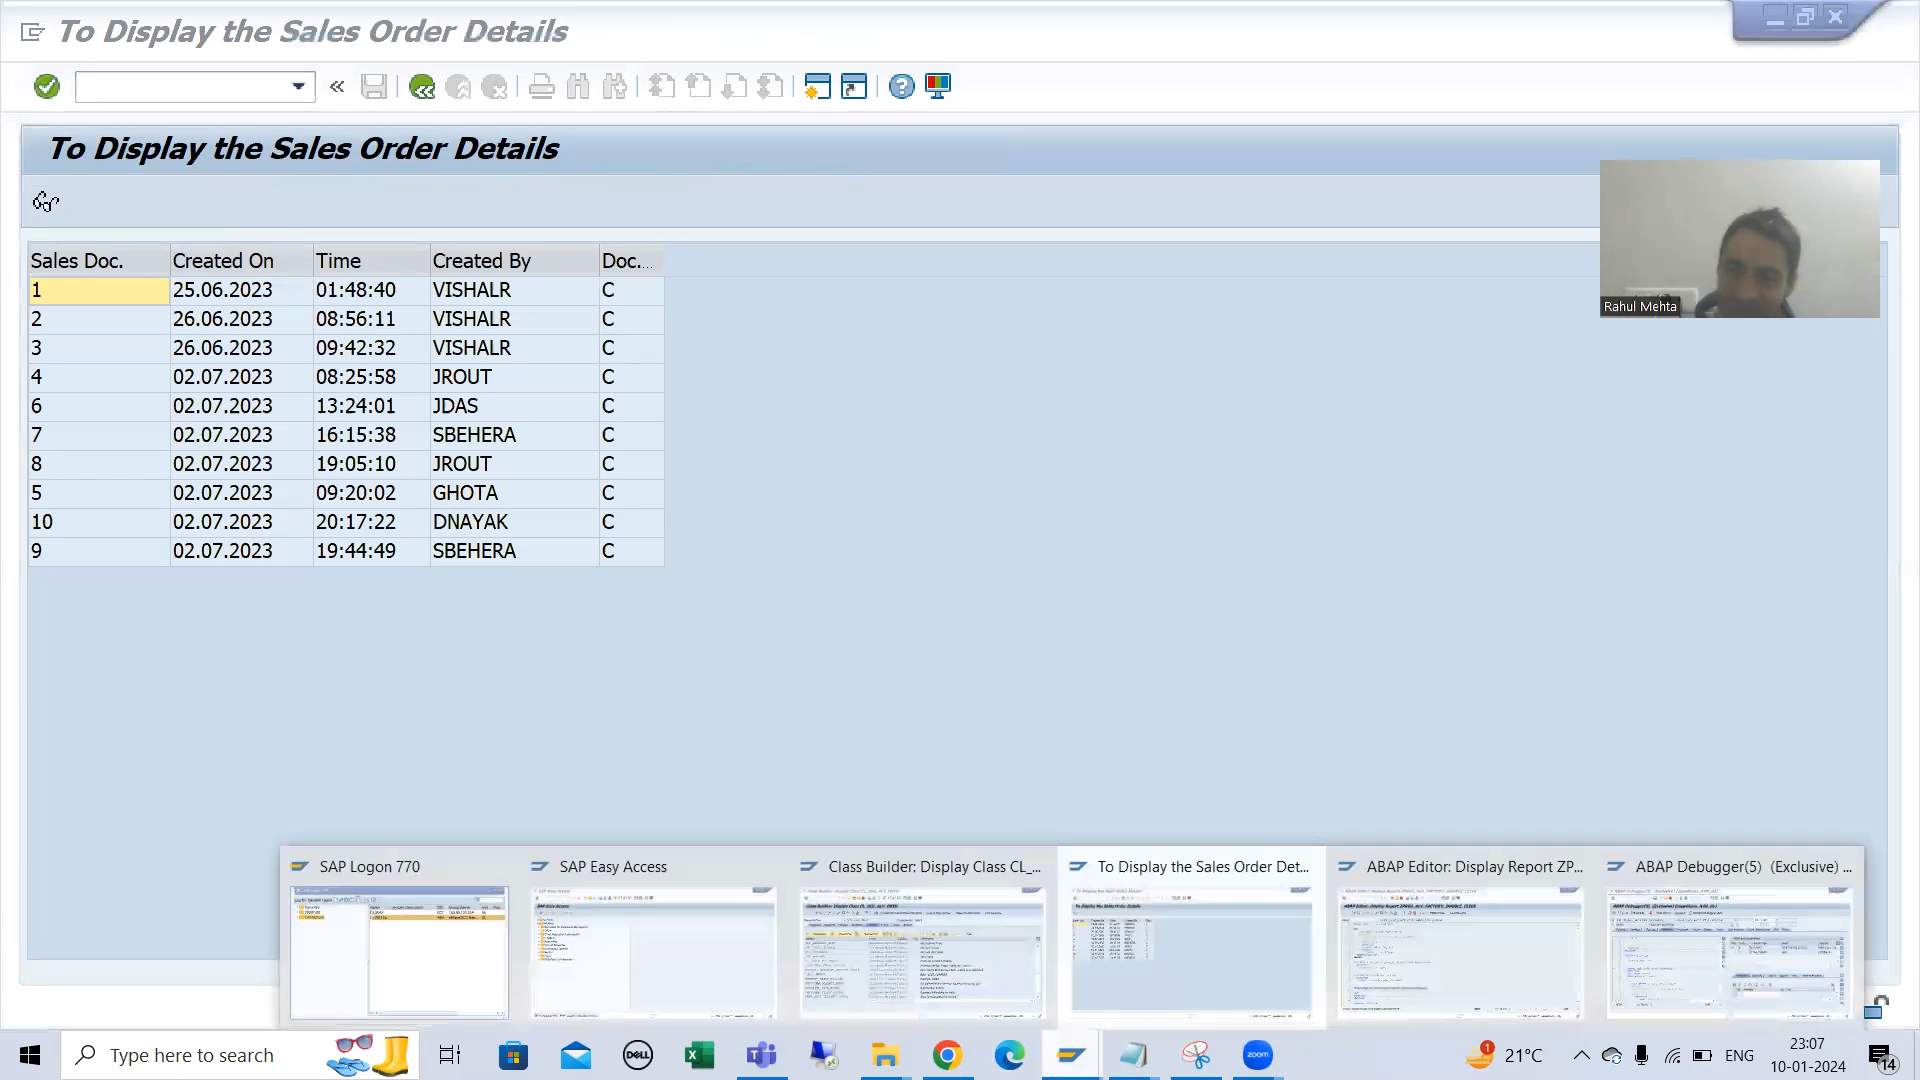 To Display the Sales Order Details
To Display the Sales Order Details
Rahul Mehta
Sales Doc. Created On Time Created By Doc....
1 25.06.2023 01:48:40 VISHALR C
2 26.06.2023 08:56:11 VISHALR C
3 26.06.2023 09:42:32 VISHALR C
4 02.07.2023 08:25:58 JROUT C
6 02.07.2023 13:24:01 JDAS C
7 02.07.2023 16:15:38 SBEHERA C
8 02.07.2023 19:05:10 JROUT C
5 02.07.2023 09:20:02 GHOTA C
10 02.07.2023 20:17:22 DNAYAK C
9 02.07.2023 19:44:49 SBEHERA C
SAP Logon 770 SAP Easy Access Class Builder: Display Class CL_... To Display the Sales Order Det... ABAP Editor: Display Report ZP... ABAP Debugger(5) (Exclusive) ...
Type here to search DELL zoom 1 21°C ENG 23:07
10-01-2024 14